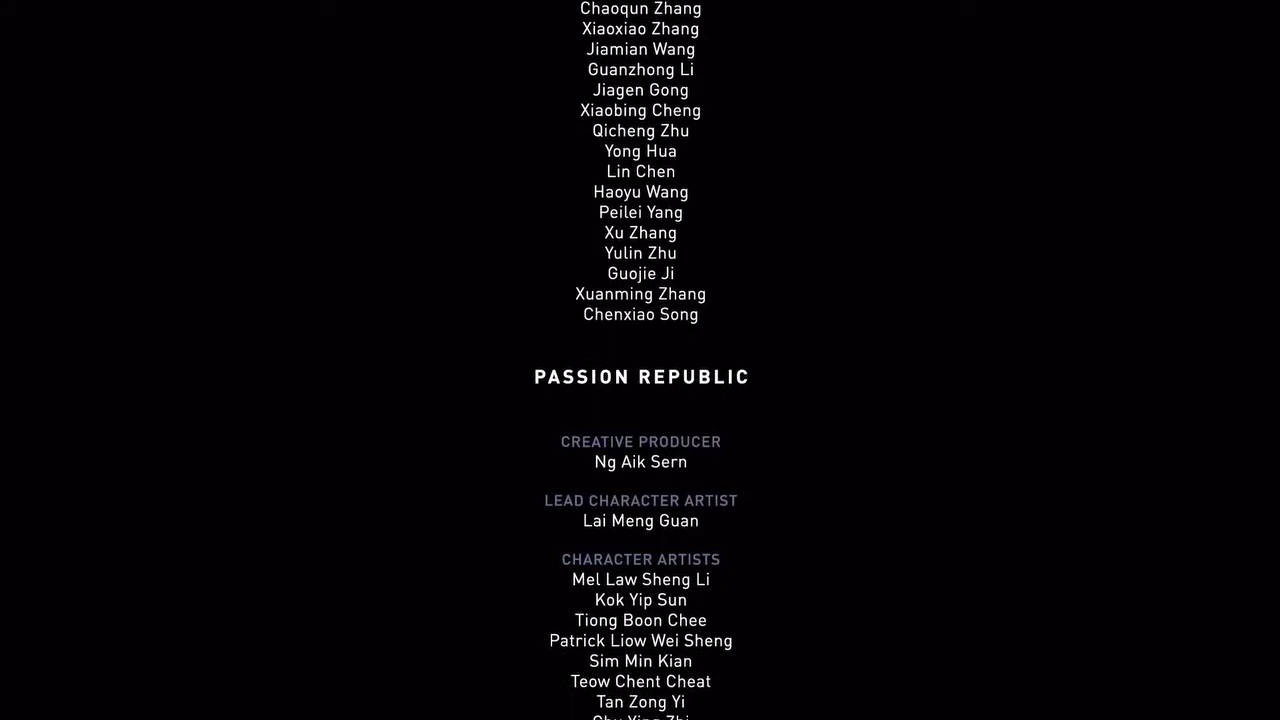 Chaoqun Zhang
Xiaoxiao Zhang
Jiamian Wang
Guanzhong Li
Jiagen Gong
Xiaobing Cheng
Qicheng Zhu
Yong Hua
Lin Chen
Haoyu Wang
Peilei Yang
Xu Zhang
Yulin Zhu
Guojie Ji
Xuanming Zhang
Chenxiao Song
PASSION REPUBLIC
CREATIVE PRODUCER
Ng Aik Sern
LEAD CHARACTER ARTIST
Lai Meng Guan
CHARACTER ARTISTS
Mel Law Sheng Li
Kok Yip Sun
Tiong Boon Chee
Patrick Liow Wei Sheng
Sim Min Kian
Teow Chent Cheat
Tan Zong Yi